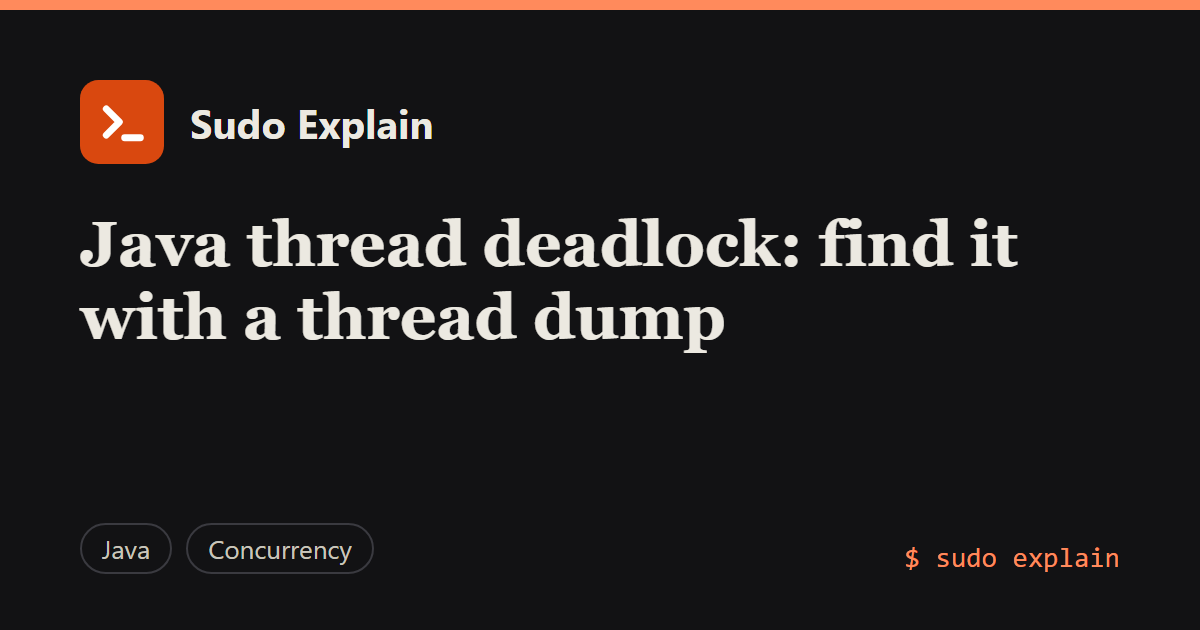 Sudo Explain
Java thread deadlock: find it
with a thread dump
Java
Concurrency
$ sudo explain